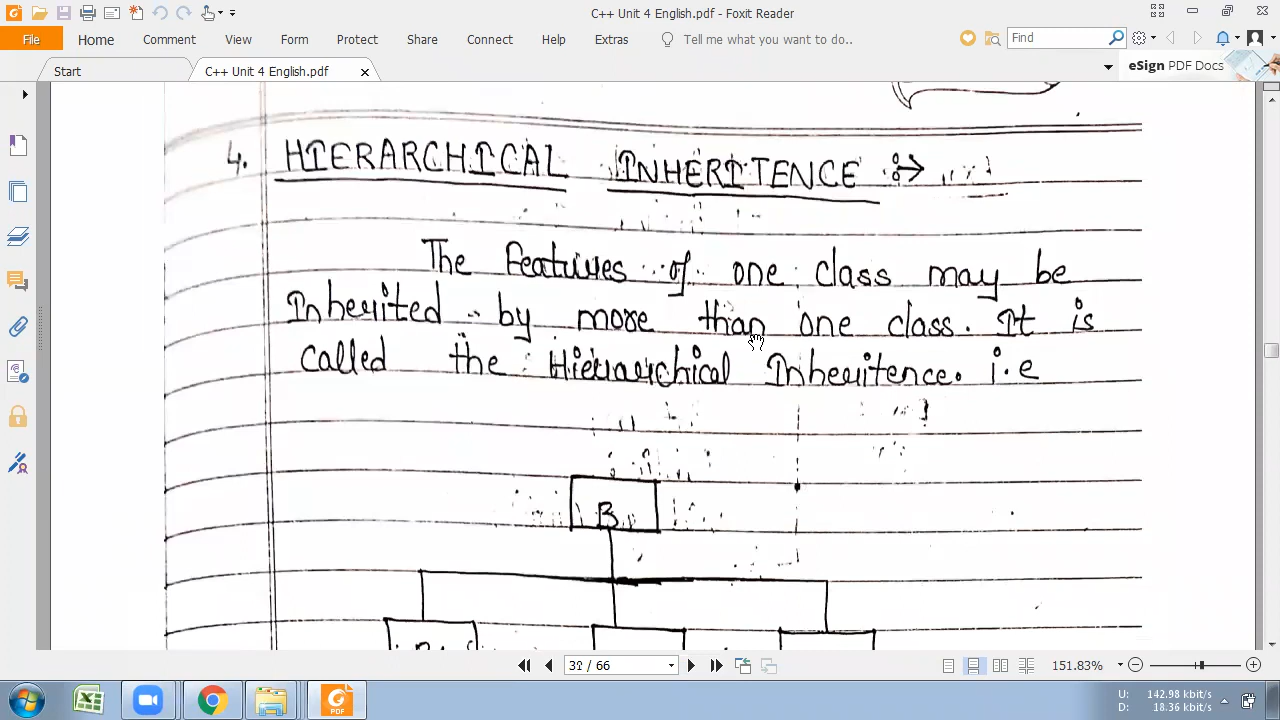 C++ Unit 4 English.pdf - Foxit Reader
File Home Comment View Form Protect Share Connect Help Extras Tell me what you want to do.. Find
Start C++ Unit 4 English.pdf eSign PDF Docs
4. HIERARCHICAL INHERITENCE :→
The Features of one class may be
Inherited by more than one class. It is
Called the Hierarchical Inheritence. i.e
B
32 / 66 151.83%
U: 142.98 kbit/s
D: 18.36 kbit/s